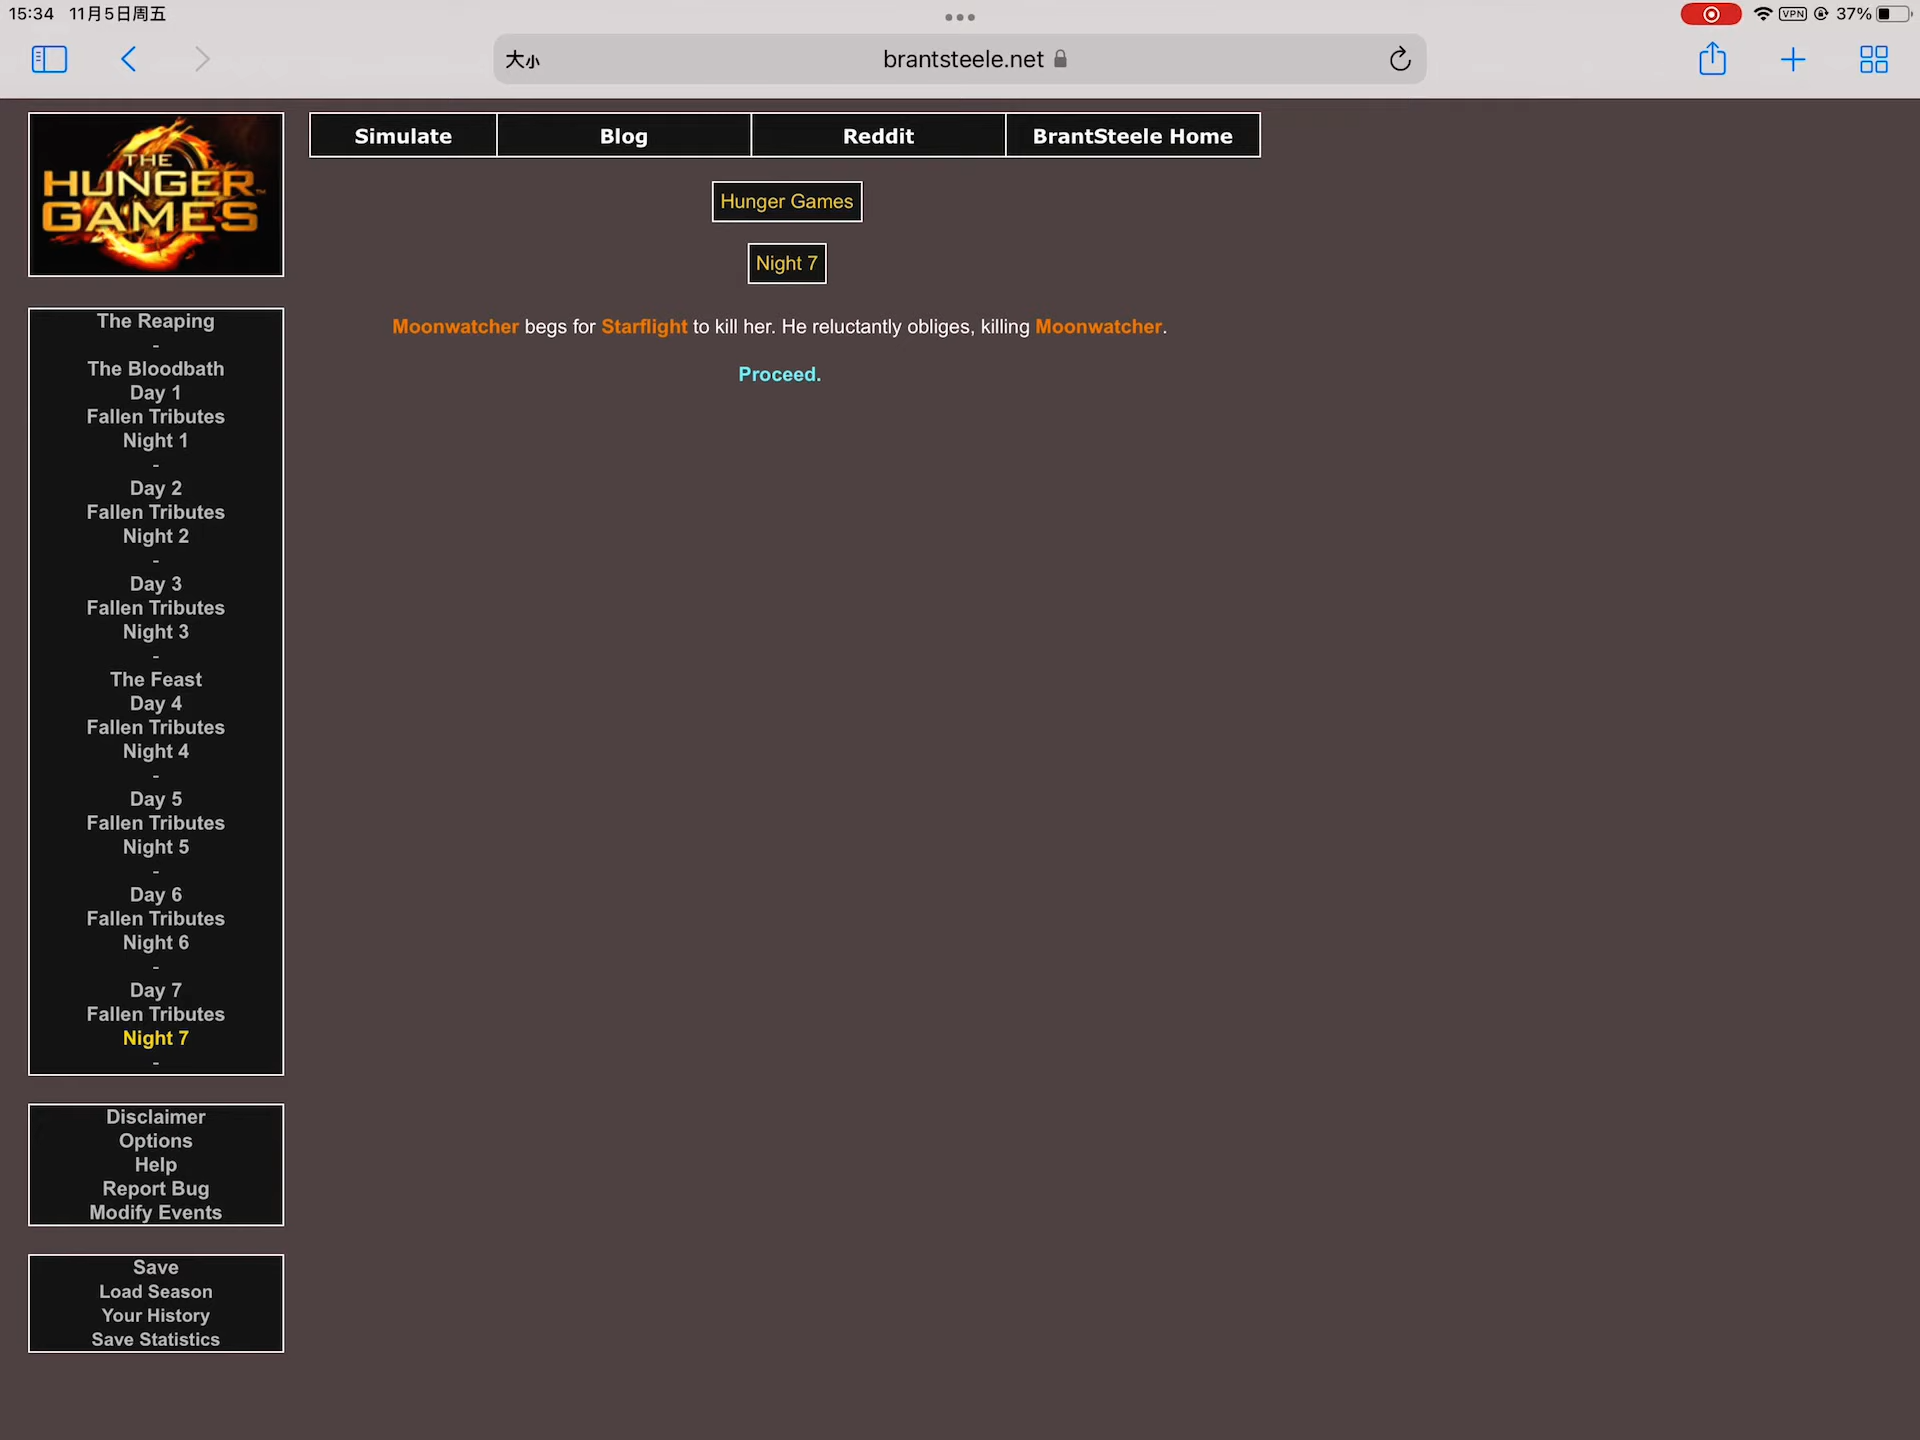 15:34 11月5日周五
VPN 37%
大小 brantsteele.net
THE
HUNGER
GAMES
Simulate Blog Reddit BrantSteele Home
Hunger Games
Night 7
Moonwatcher begs for Starflight to kill her. He reluctantly obliges, killing Moonwatcher.
Proceed.
The Reaping
-
The Bloodbath
Day 1
Fallen Tributes
Night 1
-
Day 2
Fallen Tributes
Night 2
-
Day 3
Fallen Tributes
Night 3
-
The Feast
Day 4
Fallen Tributes
Night 4
-
Day 5
Fallen Tributes
Night 5
-
Day 6
Fallen Tributes
Night 6
-
Day 7
Fallen Tributes
Night 7
-
Disclaimer
Options
Help
Report Bug
Modify Events
Save
Load Season
Your History
Save Statistics